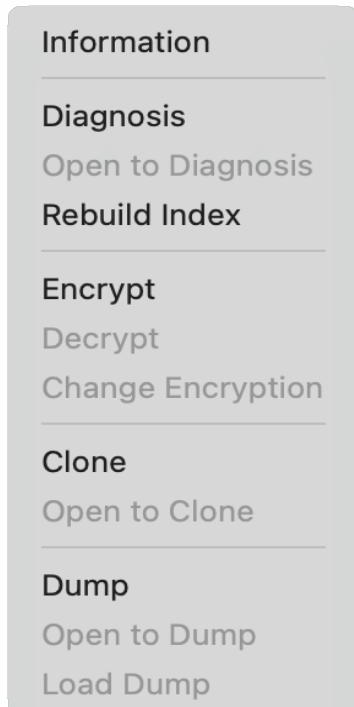 Information
Diagnosis
Open to Diagnosis
Rebuild Index
Encrypt
Decrypt
Change Encryption
Clone
Open to Clone
Dump
Open to Dump
Load Dump